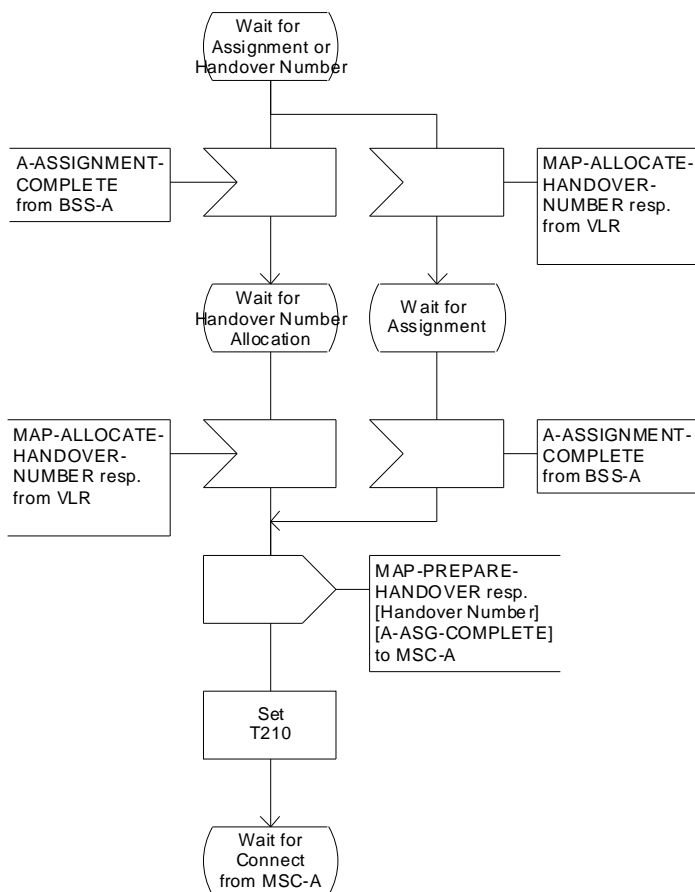 Wait for
Assignment or
Handover Number
A-ASSIGNMENT-
COMPLETE
from BSS-A
MAP-ALLOCATE-
HANDOVER-
NUMBER resp.
from VLR
Wait for
Handover Number
Allocation
Wait for
Assignment
MAP-ALLOCATE-
HANDOVER-
NUMBER resp.
from VLR
A-ASSIGNMENT-
COMPLETE
from BSS-A
MAP-PREPARE-
HANDOVER resp.
[Handover Number]
[A-ASG-COMPLETE]
to MSC-A
Set
T210
Wait for
Connect
from MSC-A